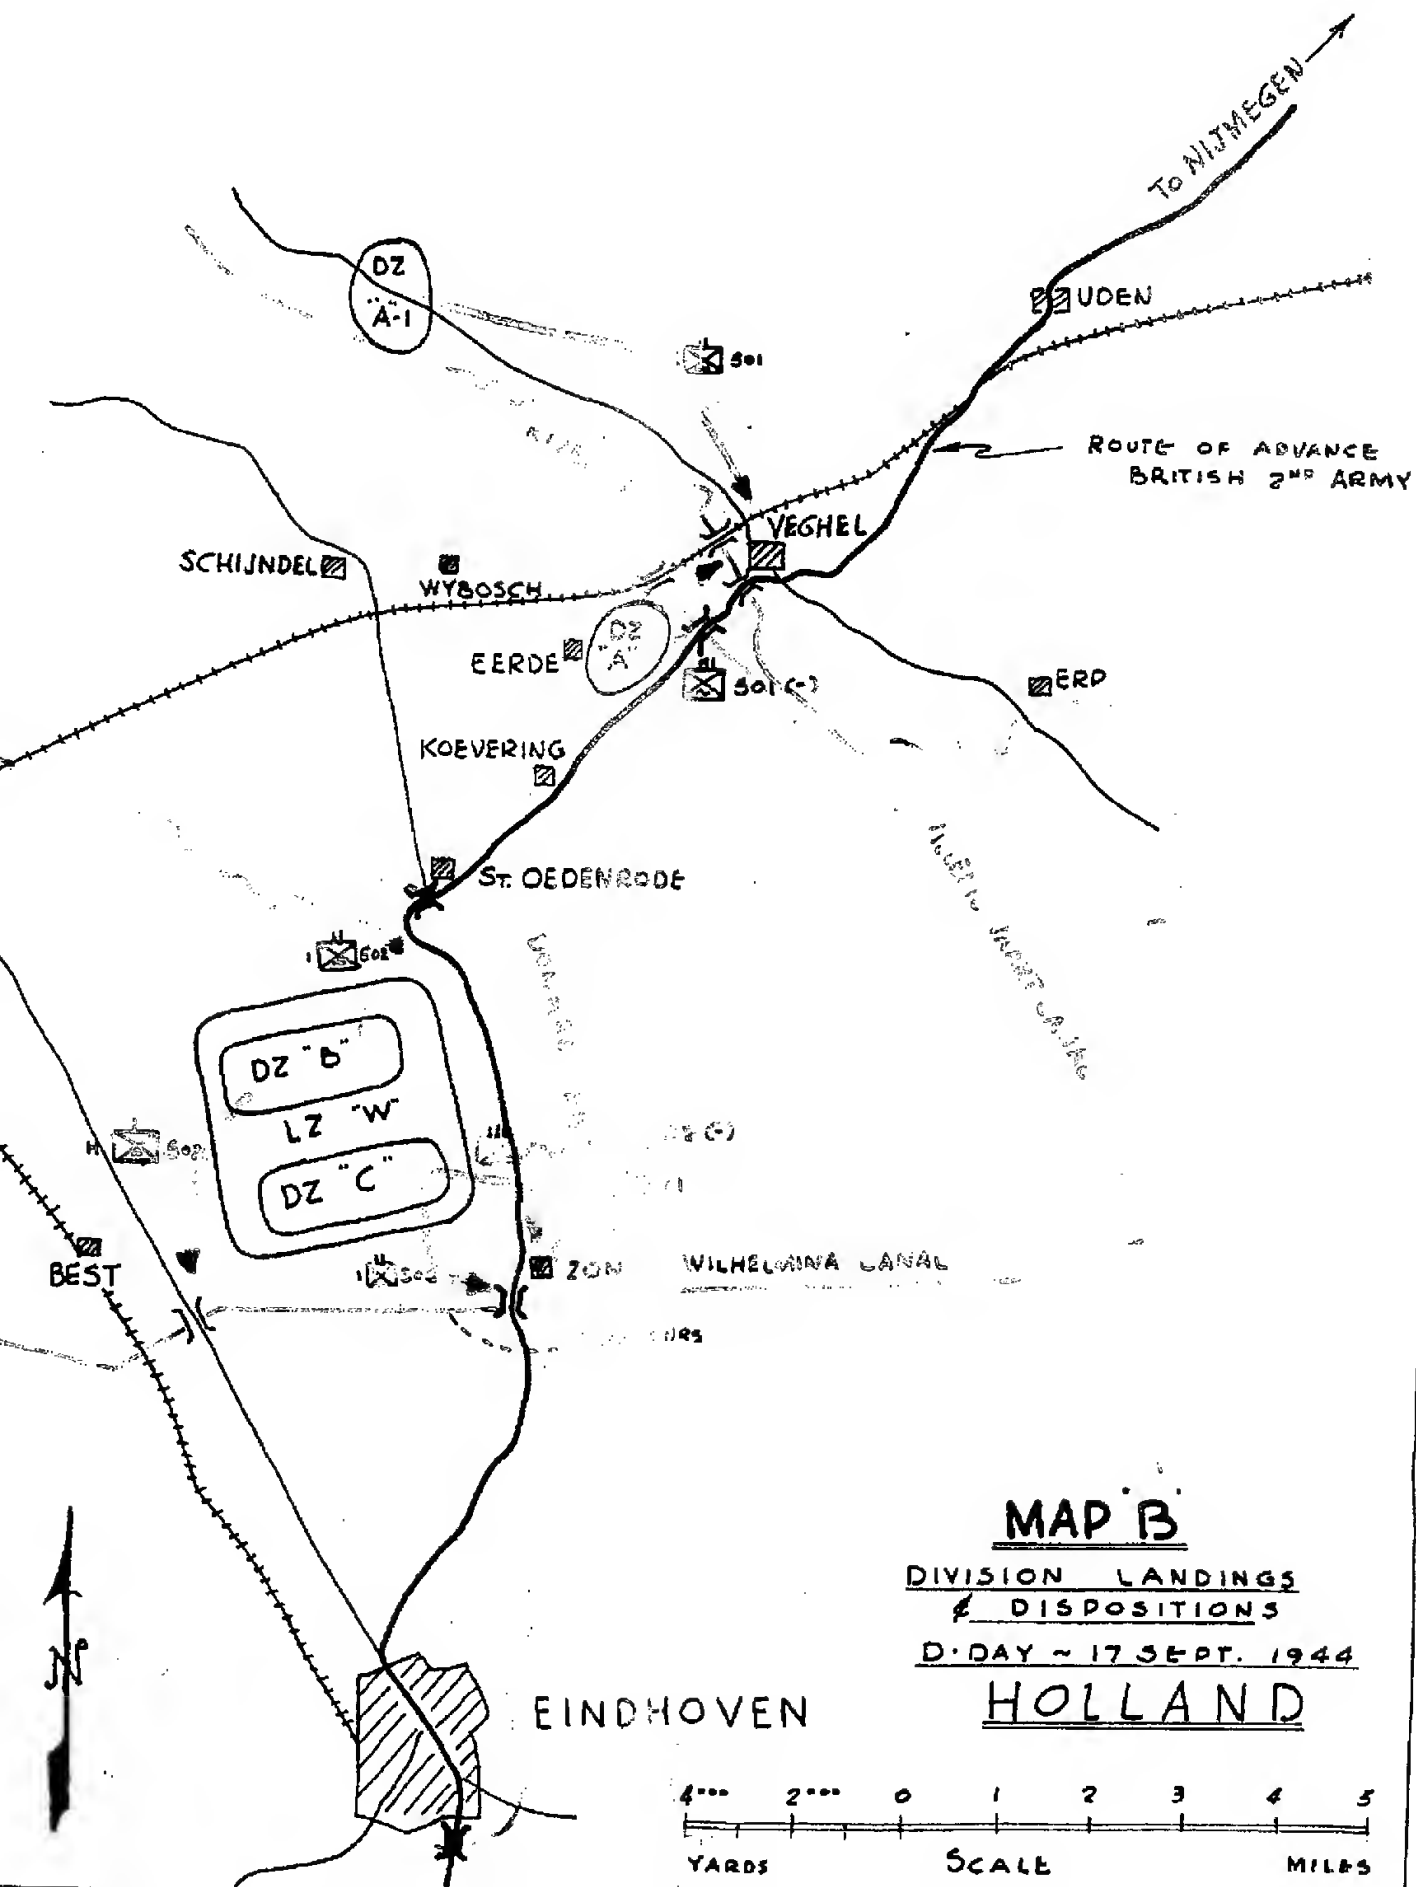 To NIJMEGEN
DZ
"A-1
UDEN
501
ROUTE OF ADVANCE
BRITISH 2ND ARMY
VEGHEL
SCHIJNDEL
WYBOSCH
DZ
"A"
EERDE
501 (-)
ERP
KOEVERING
ST. OEDENRODE
1 502
DZ "B"
LZ "W"
H 502
(-)
DZ "C"
BEST
1
ZON
WILHELMINA CANAL
MAP "B"
DIVISION LANDINGS
& DISPOSITIONS
D-DAY ~ 17 SEPT. 1944
HOLLAND
N
EINDHOVEN
4000 2000 0 1 2 3 4 5
YARDS SCALE MILES